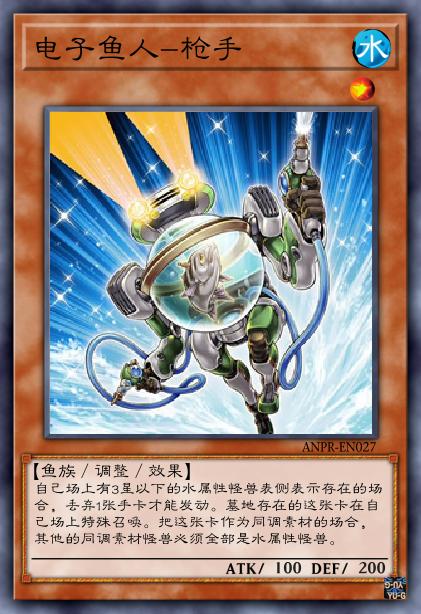 电子鱼人-枪手
水
ANPR-EN027
【鱼族／调整／效果】
自己场上有3星以下的水属性怪兽表侧表示存在的场
合，丢弃1张手卡才能发动。墓地存在的这张卡在自
己场上特殊召唤。把这张卡作为同调素材的场合，
其他的同调素材怪兽必须全部是水属性怪兽。
ATK/ 100 DEF/ 200